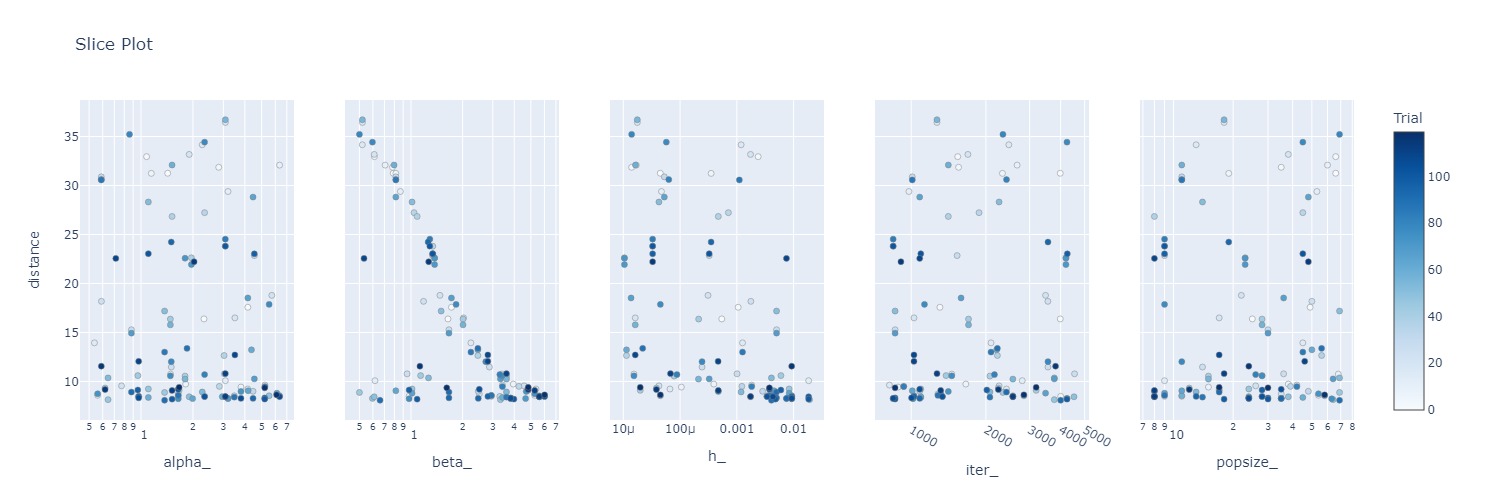 Slice Plot
Trial
distance
35
30
25
20
15
10
100
80
60
40
20
0
5 6 7 8 9 1 2 3 4 5 6 7
5 6 7 8 9 1 2 3 4 5 6 7
10μ 100μ 0.001 0.01
1000 2000 3000 4000 5000
7 8 9 10 2 3 4 5 6 7 8
alpha_
beta_
h_
iter_
popsize_